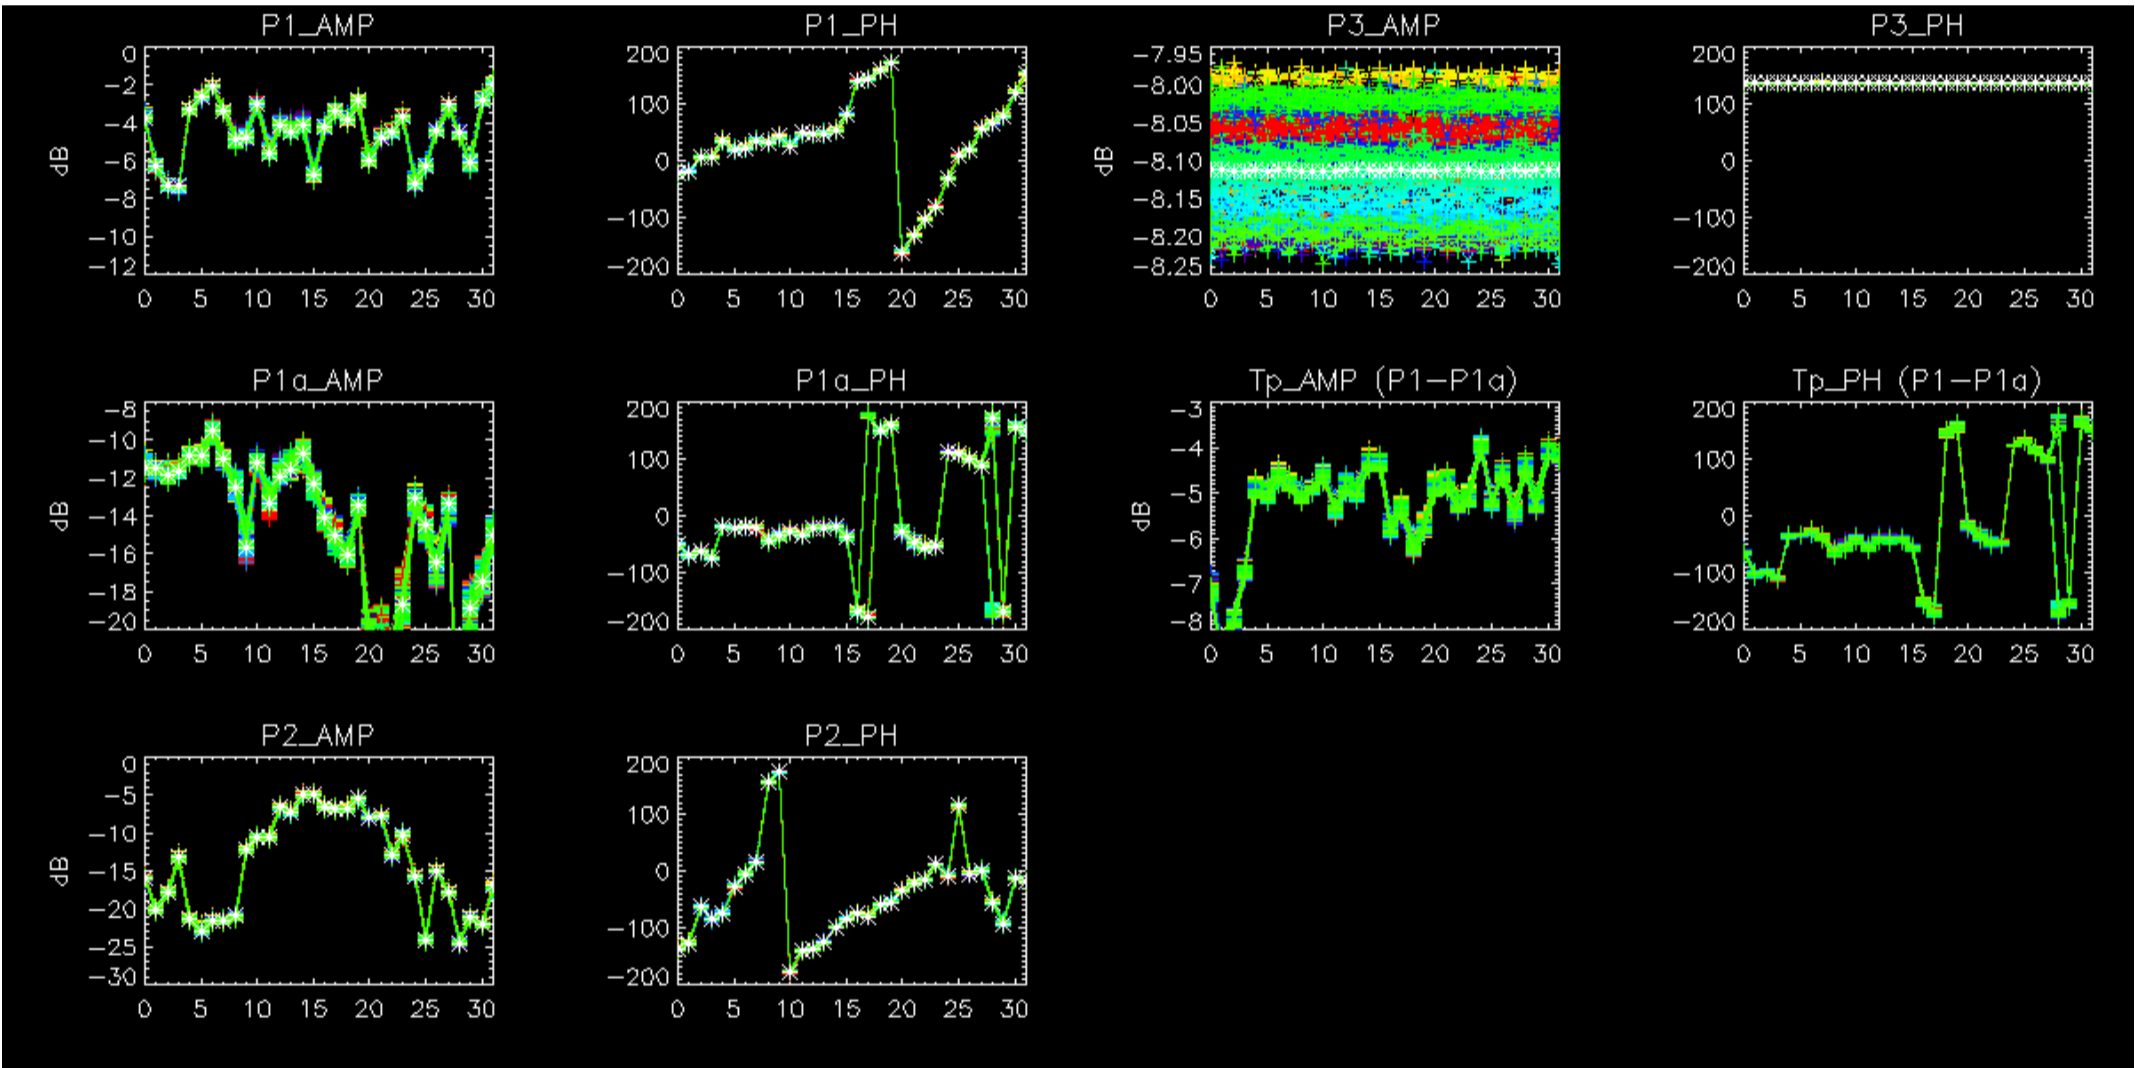 P1_AMP
P1_PH
P3_AMP
P3_PH
0
-2
-4
-6
-8
-10
-12
dB
0 5 10 15 20 25 30
200
100
0
-100
-200
0 5 10 15 20 25 30
-7.95
-8.00
-8.05
-8.10
-8.15
-8.20
-8.25
dB
0 5 10 15 20 25 30
200
100
0
-100
-200
0 5 10 15 20 25 30
P1a_AMP
P1a_PH
Tp_AMP (P1-P1a)
Tp_PH (P1-P1a)
-8
-10
-12
-14
-16
-18
-20
dB
0 5 10 15 20 25 30
200
100
0
-100
-200
0 5 10 15 20 25 30
-3
-4
-5
-6
-7
-8
dB
0 5 10 15 20 25 30
200
100
0
-100
-200
0 5 10 15 20 25 30
P2_AMP
P2_PH
0
-5
-10
-15
-20
-25
-30
dB
0 5 10 15 20 25 30
200
100
0
-100
-200
0 5 10 15 20 25 30